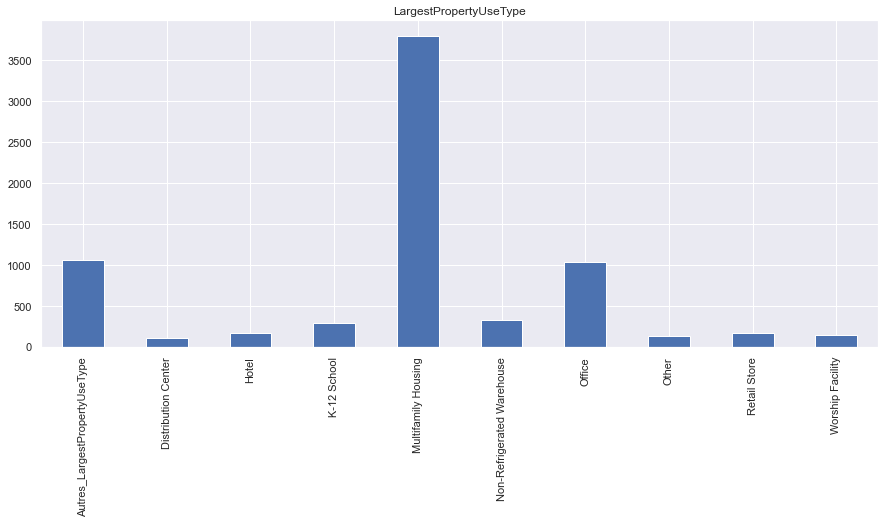 LargestPropertyUseType
3500
3000
2500
2000
1500
1000
500
0
Autres_LargestPropertyUseType
Distribution Center
Hotel
K-12 School
Multifamily Housing
Non-Refrigerated Warehouse
Office
Other
Retail Store
Worship Facility